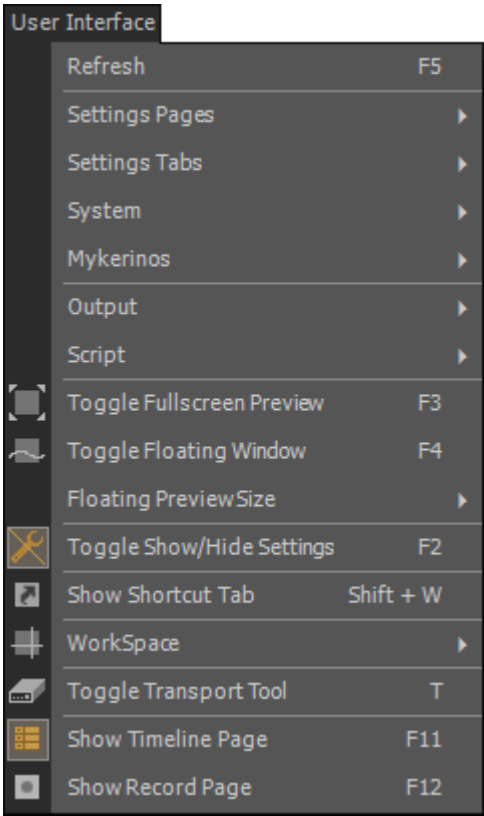 User Interface
Refresh F5
Settings Pages
Settings Tabs
System
Mykerinos
Output
Script
Toggle Fullscreen Preview F3
Toggle Floating Window F4
Floating Preview Size
Toggle Show/Hide Settings F2
Show Shortcut Tab Shift + W
WorkSpace
Toggle Transport Tool T
Show Timeline Page F11
Show Record Page F12